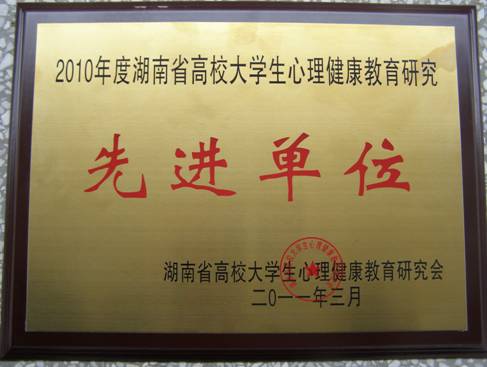 2010年度湖南省高校大学生心理健康教育研究
先进单位
湖南省高校大学生心理健康教育研究会
二0一一年三月